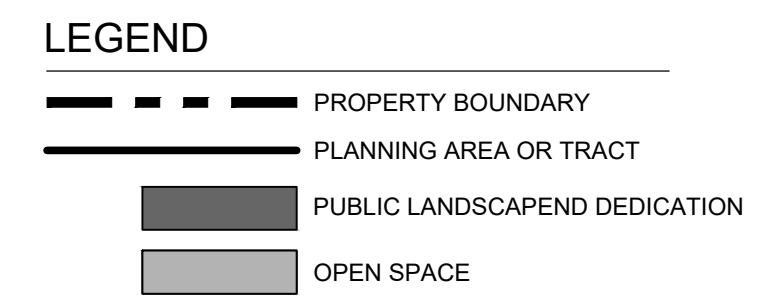 LEGEND
PROPERTY BOUNDARY
PLANNING AREA OR TRACT
PUBLIC LANDSCAPEND DEDICATION
OPEN SPACE